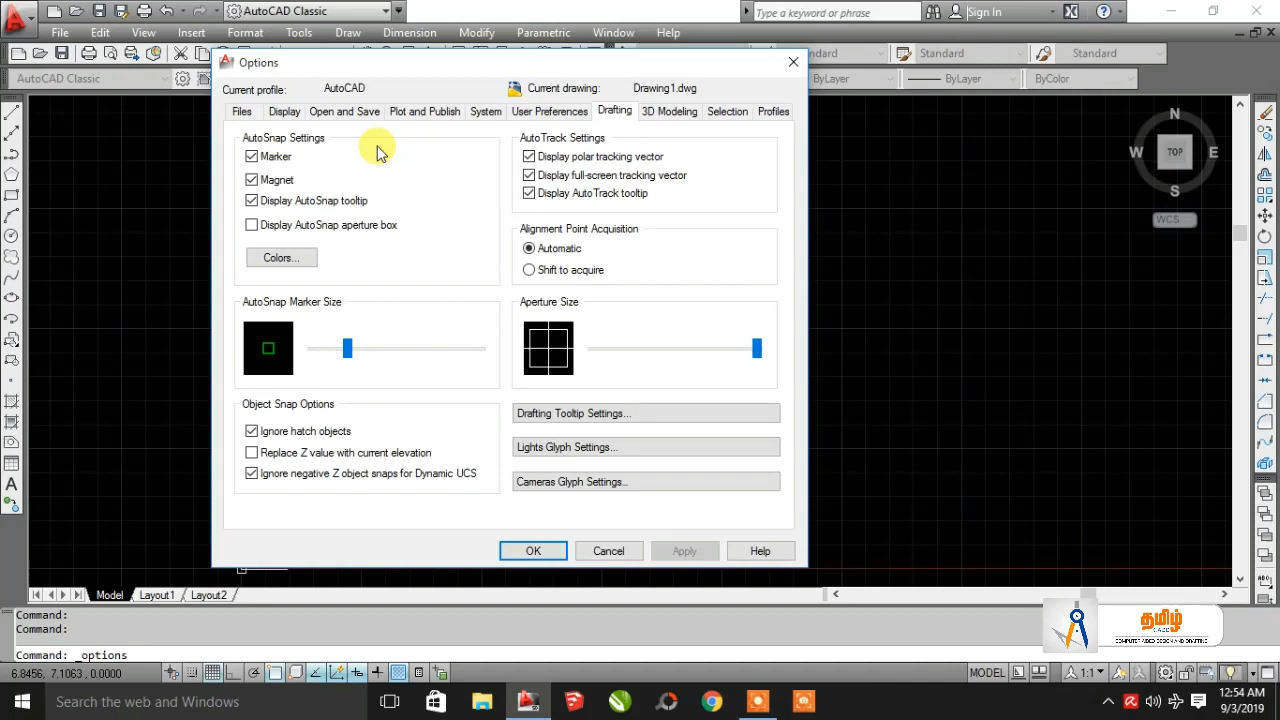 AutoCAD Classic
Type a keyword or phrase
Sign In
File Edit View Insert Format Tools Draw Dimension Modify Parametric Window Help
Standard Standard Standard
AutoCAD Classic
ByLayer ByLayer ByColor
Options
Current profile: AutoCAD Current drawing: Drawing1.dwg
Files Display Open and Save Plot and Publish System User Preferences Drafting 3D Modeling Selection Profiles
AutoSnap Settings
Marker
Magnet
Display AutoSnap tooltip
Display AutoSnap aperture box
Colors...
AutoSnap Marker Size
Object Snap Options
Ignore hatch objects
Replace Z value with current elevation
Ignore negative Z object snaps for Dynamic UCS
AutoTrack Settings
Display polar tracking vector
Display full-screen tracking vector
Display AutoTrack tooltip
Alignment Point Acquisition
Automatic
Shift to acquire
Aperture Size
Drafting Tooltip Settings...
Lights Glyph Settings...
Cameras Glyph Settings...
OK Cancel Apply Help
N
W TOP E
S
WCS
Model Layout1 Layout2
Command:
Command:
Command: _options
தமிழ்
CADD
COMPUTER AIDED DESIGN AND DRAFTING
6.8456, 7.1063, 0.0000
MODEL 1:1
Search the web and Windows
12:54 AM
9/3/2019